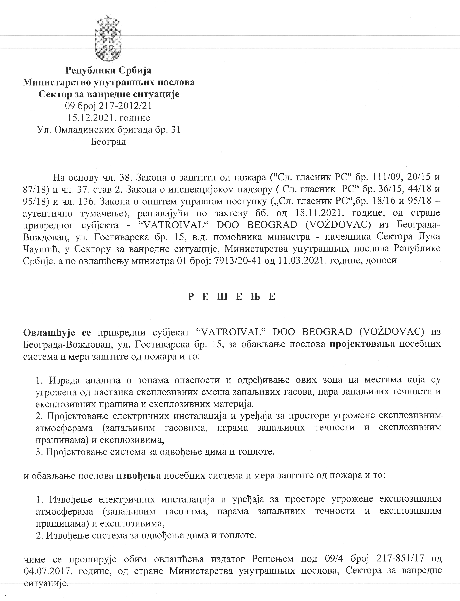 Република Србија
Министарство унутрашњих послова
Сектор за ванредне ситуације
09 број 217-2012/21
15.12.2021. године
Ул. Омладинских бригада бр. 31
Београд
На основу чл. 38. Закона о заштити од пожара ("Сл. гласник РС" бр. 111/09, 20/15 и
87/18) и чл. 37. став 2. Закона о инспекцијском надзору ("Сл. гласник РС" бр. 36/15, 44/18 и
95/18) и чл. 136. Закона о општем управном поступку („Сл. гласник РС",бр. 18/16 и 95/18 –
аутентично тумачење), решавајући по захтеву бб. од 18.11.2021. године, од стране
привредног субјекта - "VATROIVAL" DOO BEOGRAD (VOŽDOVAC) из Београда-
Вождовац, ул. Гостиварска бр. 15, в.д. помоћника министра - начелника Сектора Лука
Чаушић, у Сектору за ванредне ситуације, Министарства унутрашњих послова Републике
Србије, а по овлашћењу министра 01 број: 7913/20-41 од 11.03.2021. године, доноси
Р Е Ш Е Њ Е
Овлашћује се привредни субјекат "VATROIVAL" DOO BEOGRAD (VOŽDOVAC) из
Београда-Вождовац, ул. Гостиварска бр. 15, за обављање послова пројектовања посебних
система и мера заштите од пожара и то:
1. Израда анализа о зонама опасности и одређивање ових зона на местима која су
угрожена од настанка експлозивних смеша запаљивих гасова, пара запаљивих течности и
експлозивних прашина и експлозивних материја,
2. Пројектовање електричних инсталација и уређаја за просторе угрожене експлозивним
атмосферама (запаљивим гасовима, парама запаљивих течности и експлозивним
прашинама) и експлозивима,
3. Пројектовање система за одвођење дима и топлоте,
и обављање послова извођења посебних система и мера заштите од пожара и то:
1. Извођење електричних инсталација и уређаја за просторе угрожене експлозивним
атмосферама (запаљивим гасовима, парама запаљивих течности и експлозивним
прашинама) и експлозивима,
2. Извођење система за одвођење дима и топлоте.
чиме се проширује обим овлашћења издатог Решењем под 09/4 број 217-851/17 од
04.07.2017. године, од стране Министарства унутрашњих послова, Сектора за ванредне
ситуације.